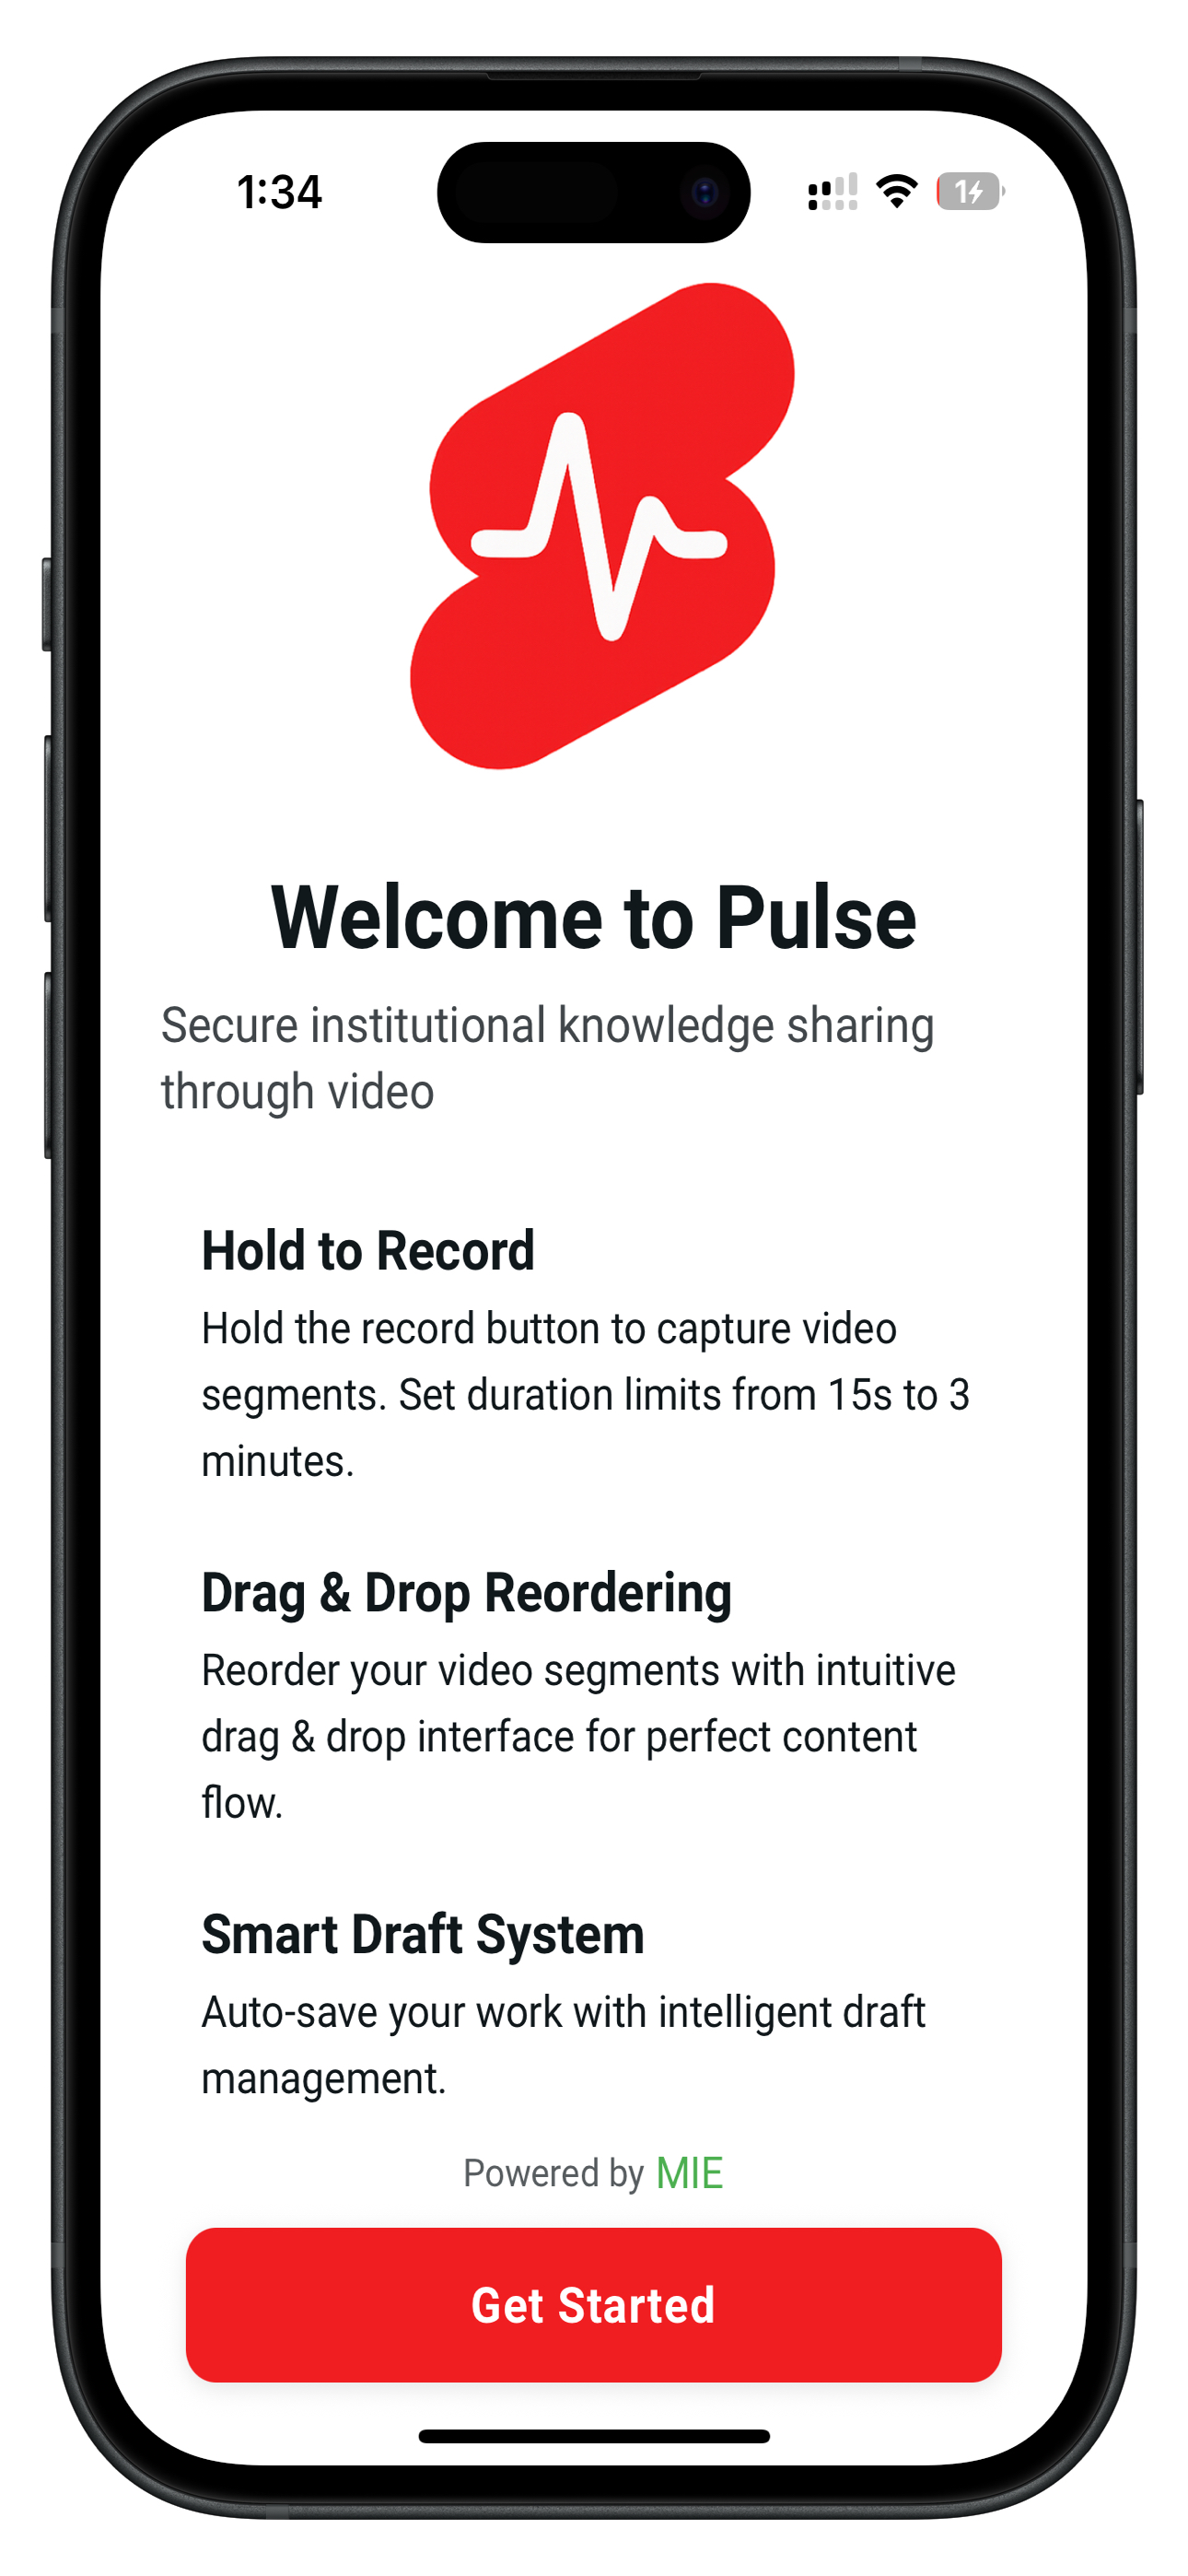 1:34
1
Welcome to Pulse
Secure institutional knowledge sharing
through video
Hold to Record
Hold the record button to capture video
segments. Set duration limits from 15s to 3
minutes.
Drag & Drop Reordering
Reorder your video segments with intuitive
drag & drop interface for perfect content
flow.
Smart Draft System
Auto-save your work with intelligent draft
management.
Powered by MIE
Get Started